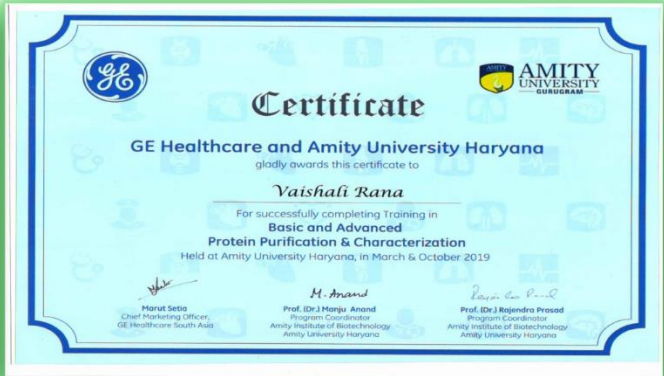 GE
AMITY
UNIVERSITY
GURUGRAM
Certificate
GE Healthcare and Amity University Haryana
gladly awards this certificate to
Vaishali Rana
For successfully completing Training in
Basic and Advanced
Protein Purification & Characterization
Held at Amity University Haryana, in March & October 2019
M. Anand
Marut Setia
Chief Marketing Officer,
GE Healthcare South Asia
Prof. (Dr.) Manju Anand
Program Coordinator
Amity Institute of Biotechnology
Amity University Haryana
Prof. (Dr.) Rajendra Prasad
Program Coordinator
Amity Institute of Biotechnology
Amity University Haryana